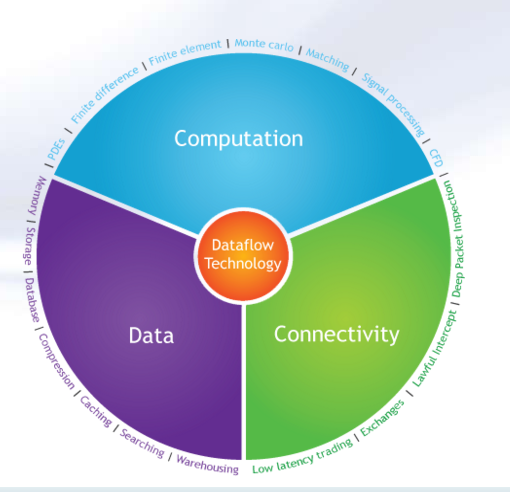 | PDEs | Finite difference | Finite element | Monte carlo | Matching | Signal processing | CFD |
Computation
Dataflow
Technology
Data
Connectivity
Memory | Storage | Database | Compression | Caching | Searching | Warehousing
Low latency trading | Exchanges | Lawful Intercept | Deep Packet Inspection